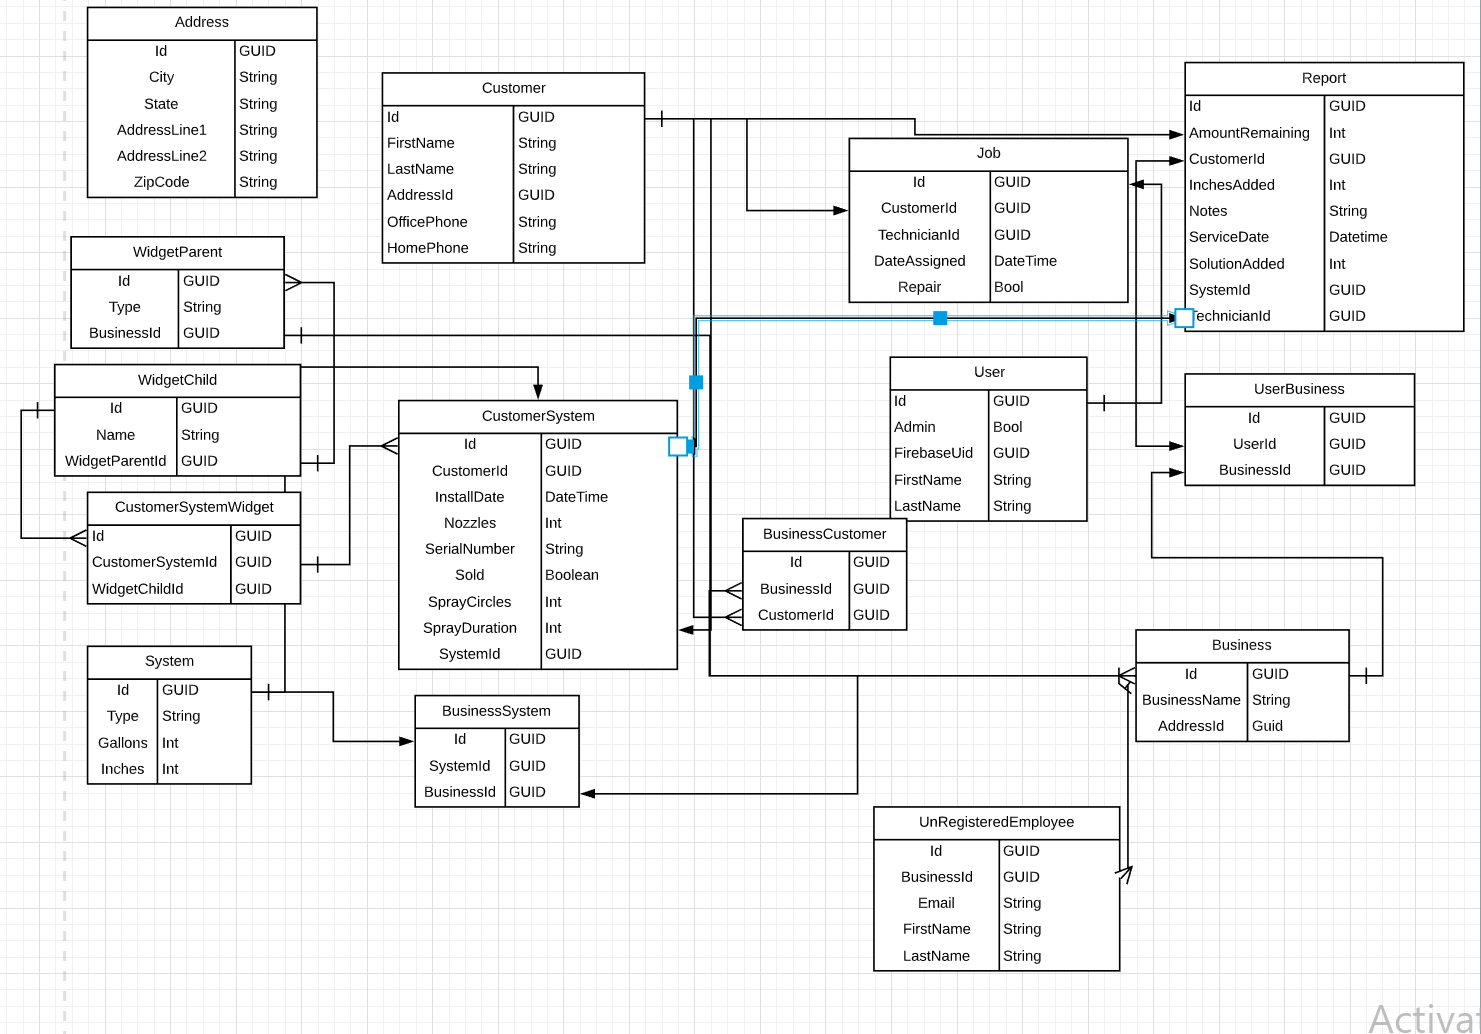 Address
Id GUID
City String
State String
AddressLine1 String
AddressLine2 String
ZipCode String
Customer
Id GUID
FirstName String
LastName String
AddressId GUID
OfficePhone String
HomePhone String
Report
Id GUID
AmountRemaining Int
CustomerId GUID
InchesAdded Int
Notes String
ServiceDate Datetime
SolutionAdded Int
SystemId GUID
echnicianId GUID
Job
Id GUID
CustomerId GUID
TechnicianId GUID
DateAssigned DateTime
Repair Bool
WidgetParent
Id GUID
Type String
BusinessId GUID
WidgetChild
Id GUID
Name String
WidgetParentId GUID
CustomerSystem
Id GUID
CustomerId GUID
InstallDate DateTime
Nozzles Int
SerialNumber String
Sold Boolean
SprayCircles Int
SprayDuration Int
SystemId GUID
User
Id GUID
Admin Bool
FirebaseUid GUID
FirstName String
LastName String
UserBusiness
Id GUID
UserId GUID
BusinessId GUID
CustomerSystemWidget
Id GUID
CustomerSystemId GUID
WidgetChildId GUID
BusinessCustomer
Id GUID
BusinessId GUID
CustomerId GUID
System
Id GUID
Type String
Gallons Int
Inches Int
BusinessSystem
Id GUID
SystemId GUID
BusinessId GUID
Business
Id GUID
BusinessName String
AddressId Guid
UnRegisteredEmployee
Id GUID
BusinessId GUID
Email String
FirstName String
LastName String
Activat